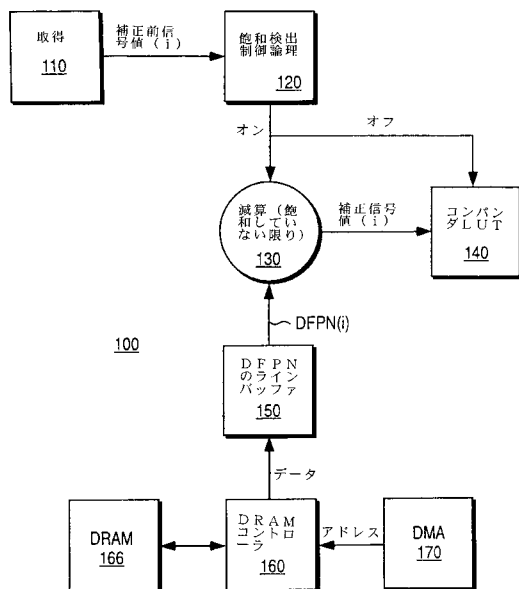 取得
110
補正前信
号値(i)
飽和検出
制御論理
120
オン
オフ
減算(飽
和してい
ない限り)
130
補正信号
値(i)
コンパン
ダLUT
140
DFPN(i)
100
DFPN
のライン
バッファ
150
データ
DRAM
166
DRAM
コントロー
ラ
160
アドレス
DMA
170